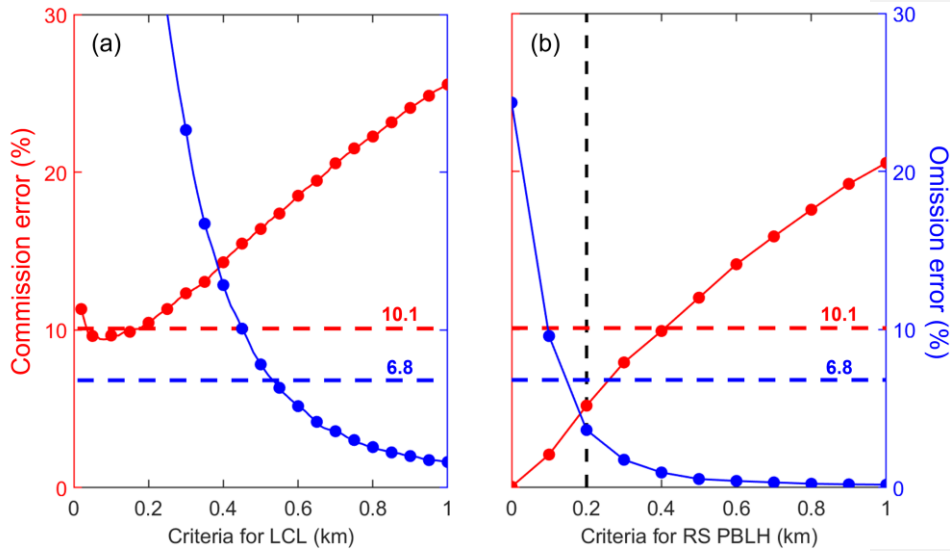 (a)
30
20
10
0
Commission error (%)
10.1
6.8
0 0.2 0.4 0.6 0.8 1
Criteria for LCL (km)
(b)
10.1
6.8
30
20
10
0
Omission error (%)
0 0.2 0.4 0.6 0.8 1
Criteria for RS PBLH (km)